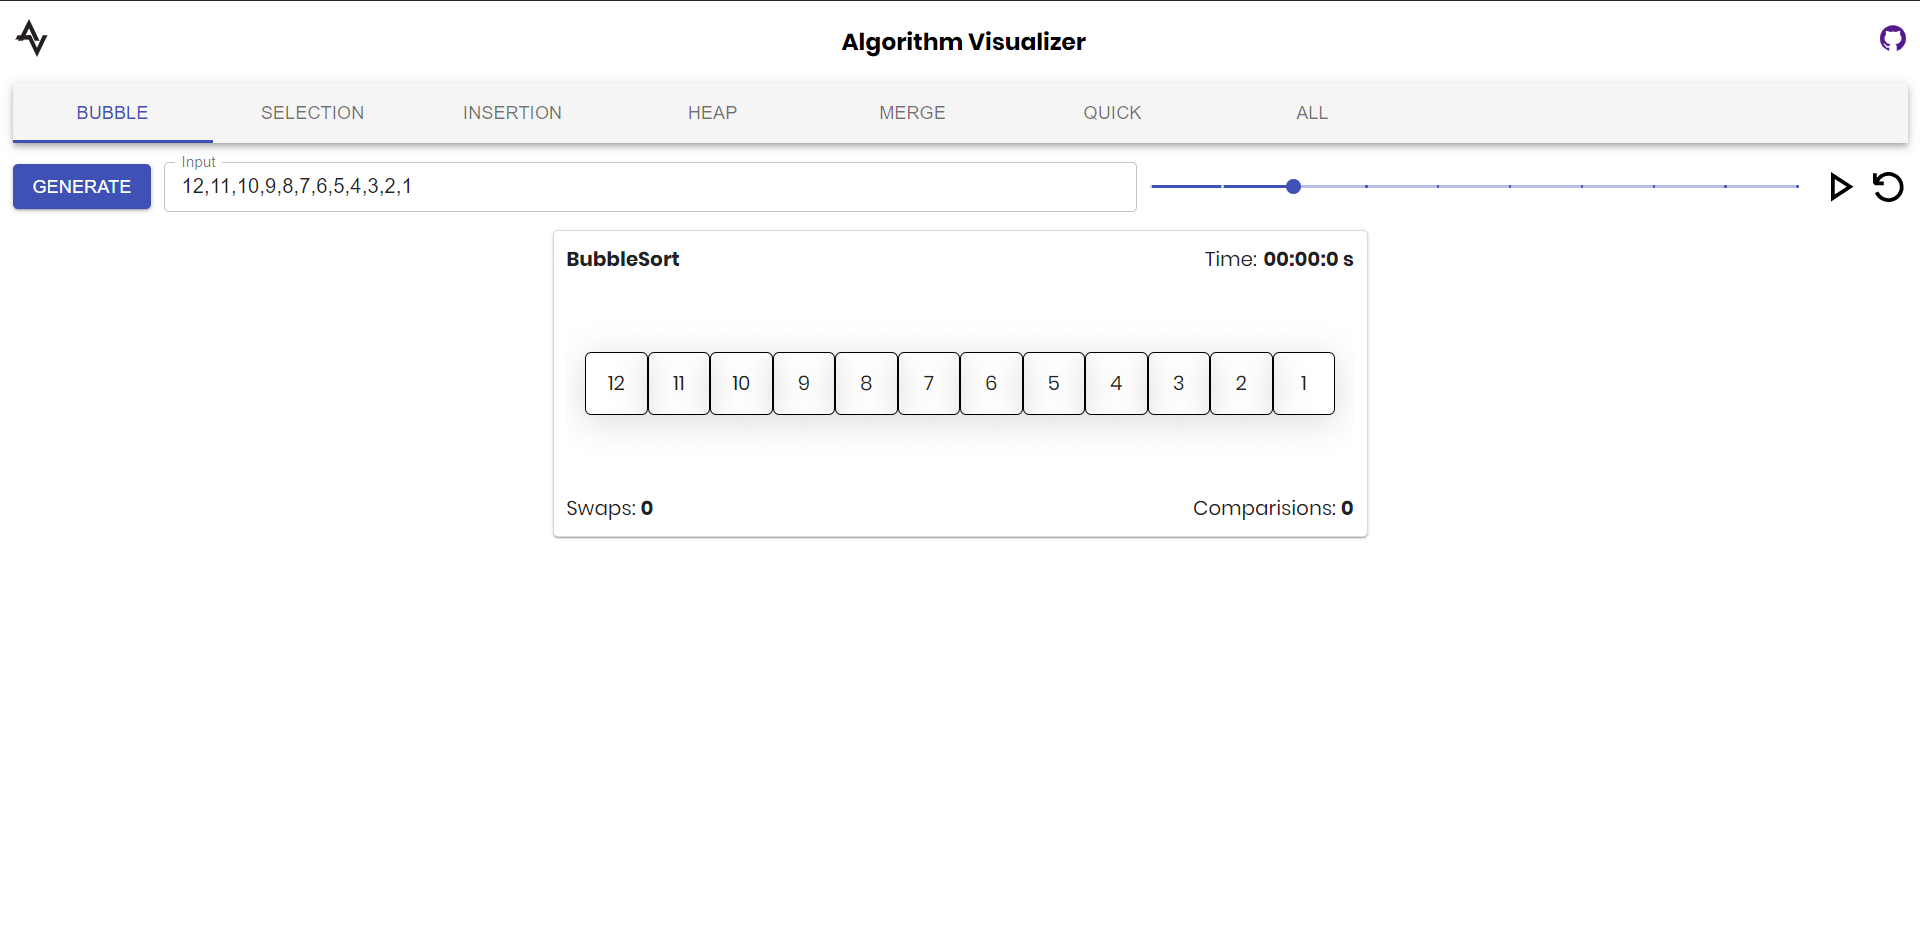 Algorithm Visualizer
BUBBLE SELECTION INSERTION HEAP MERGE QUICK ALL
Input
GENERATE 12,11,10,9,8,7,6,5,4,3,2,1
BubbleSort Time: 00:00:0 s
12 11 10 9 8 7 6 5 4 3 2 1
Swaps: 0 Comparisions: 0